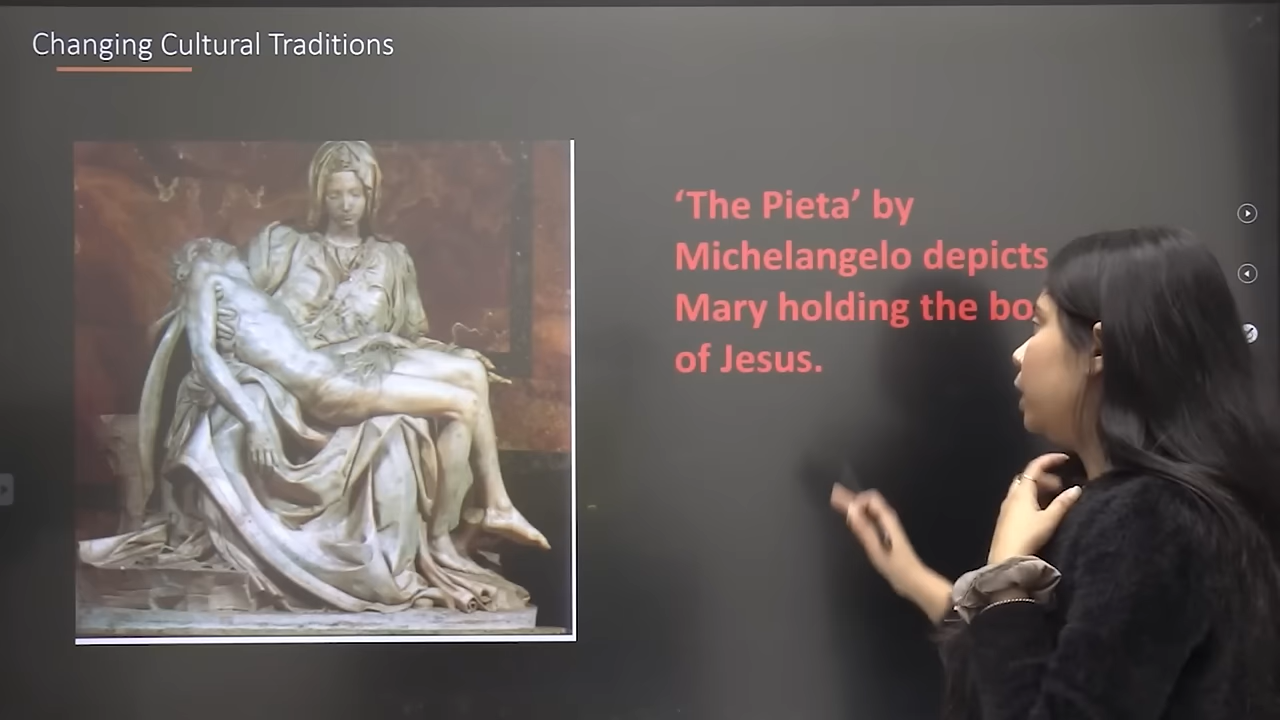 Changing Cultural Traditions
‘The Pieta’ by
Michelangelo depicts
Mary holding the
of Jesus.